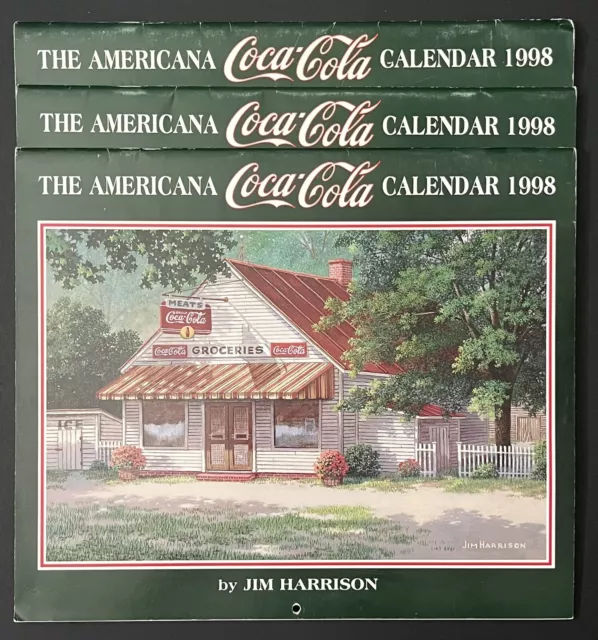 THE AMERICANA Coca-Cola CALENDAR 1998
THE AMERICANA Coca-Cola CALENDAR 1998
THE AMERICANA Coca-Cola CALENDAR 1998
MEATS
Coca-Cola
Coca-Cola GROCERIES Coca-Cola
ICE
JIM HARRISON
by JIM HARRISON